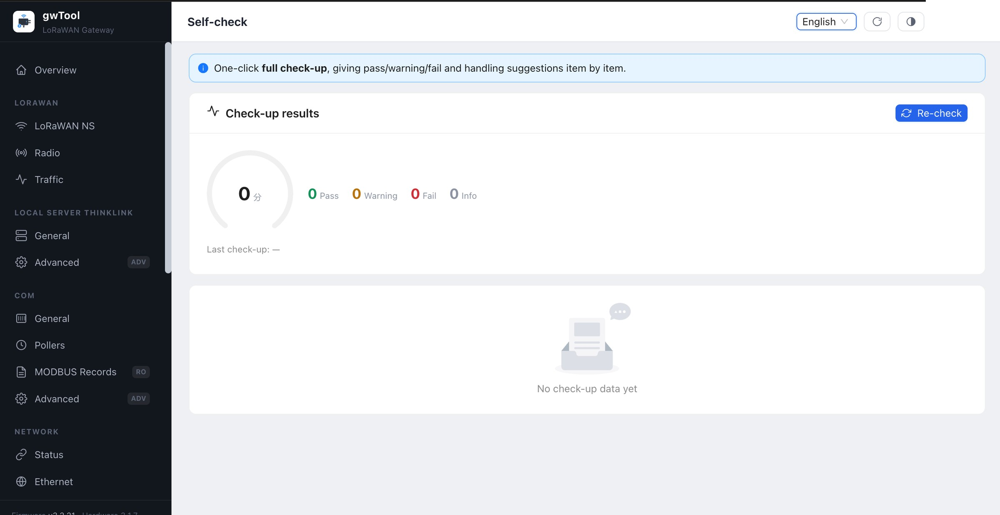 gwTool
LoRaWAN Gateway
Self-check
English
Overview
One-click full check-up, giving pass/warning/fail and handling suggestions item by item.
LORAWAN
LoRaWAN NS
Radio
Traffic
Check-up results
Re-check
0 分
0 Pass
0 Warning
0 Fail
0 Info
Last check-up: —
LOCAL SERVER THINKLINK
General
Advanced ADV
COM
General
Pollers
MODBUS Records RO
Advanced ADV
No check-up data yet
NETWORK
Status
Ethernet